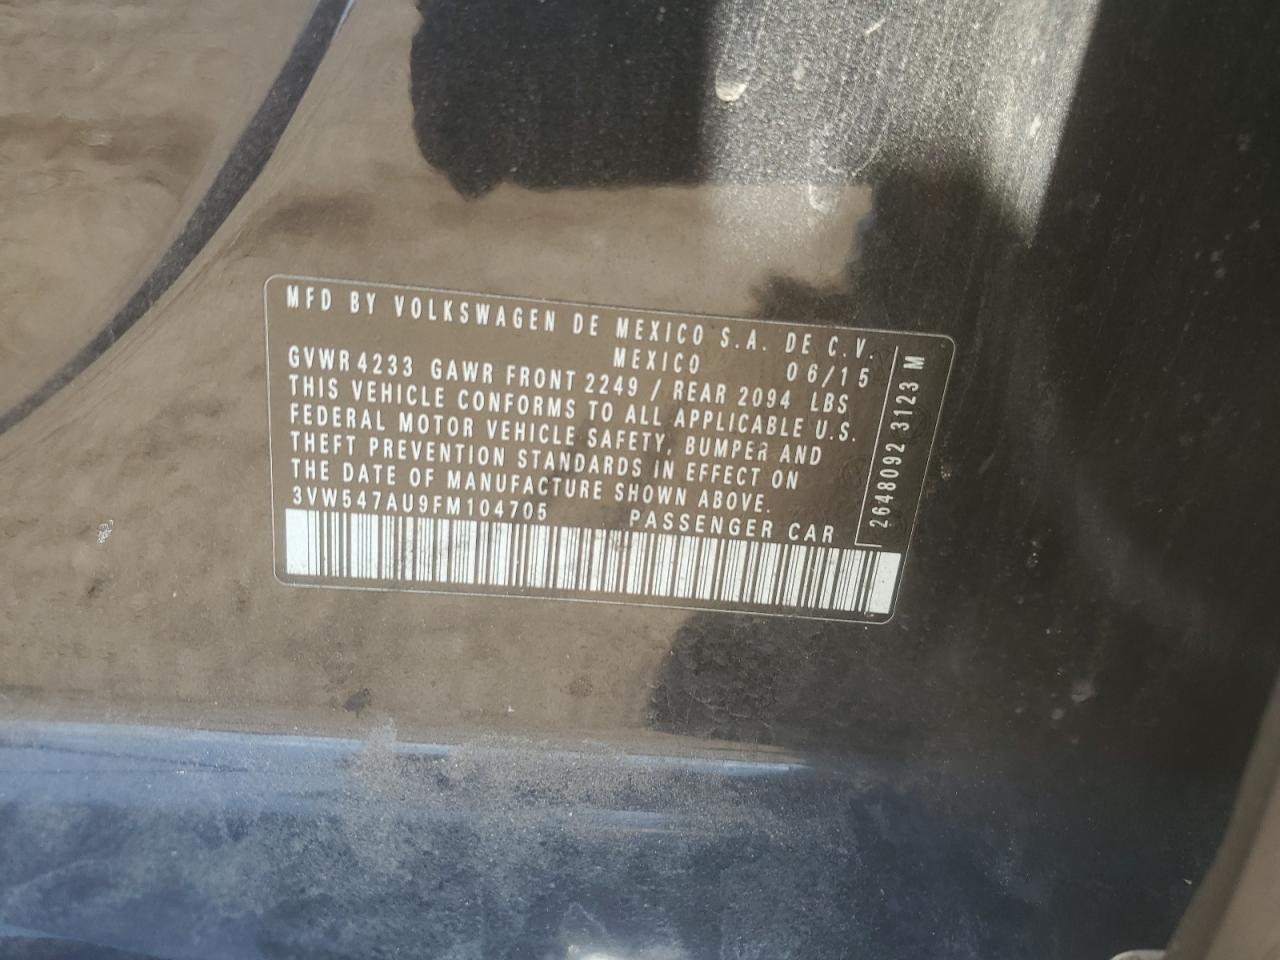 MFD BY VOLKSWAGEN DE MEXICO S.A. DE C.V.
MEXICO 06/15
GVWR 4233 GAWR FRONT 2249 / REAR 2094 LBS
THIS VEHICLE CONFORMS TO ALL APPLICABLE U.S.
FEDERAL MOTOR VEHICLE SAFETY, BUMPER AND
THEFT PREVENTION STANDARDS IN EFFECT ON
THE DATE OF MANUFACTURE SHOWN ABOVE.
3VW547AU9FM104705 PASSENGER CAR
2648092 3123 M